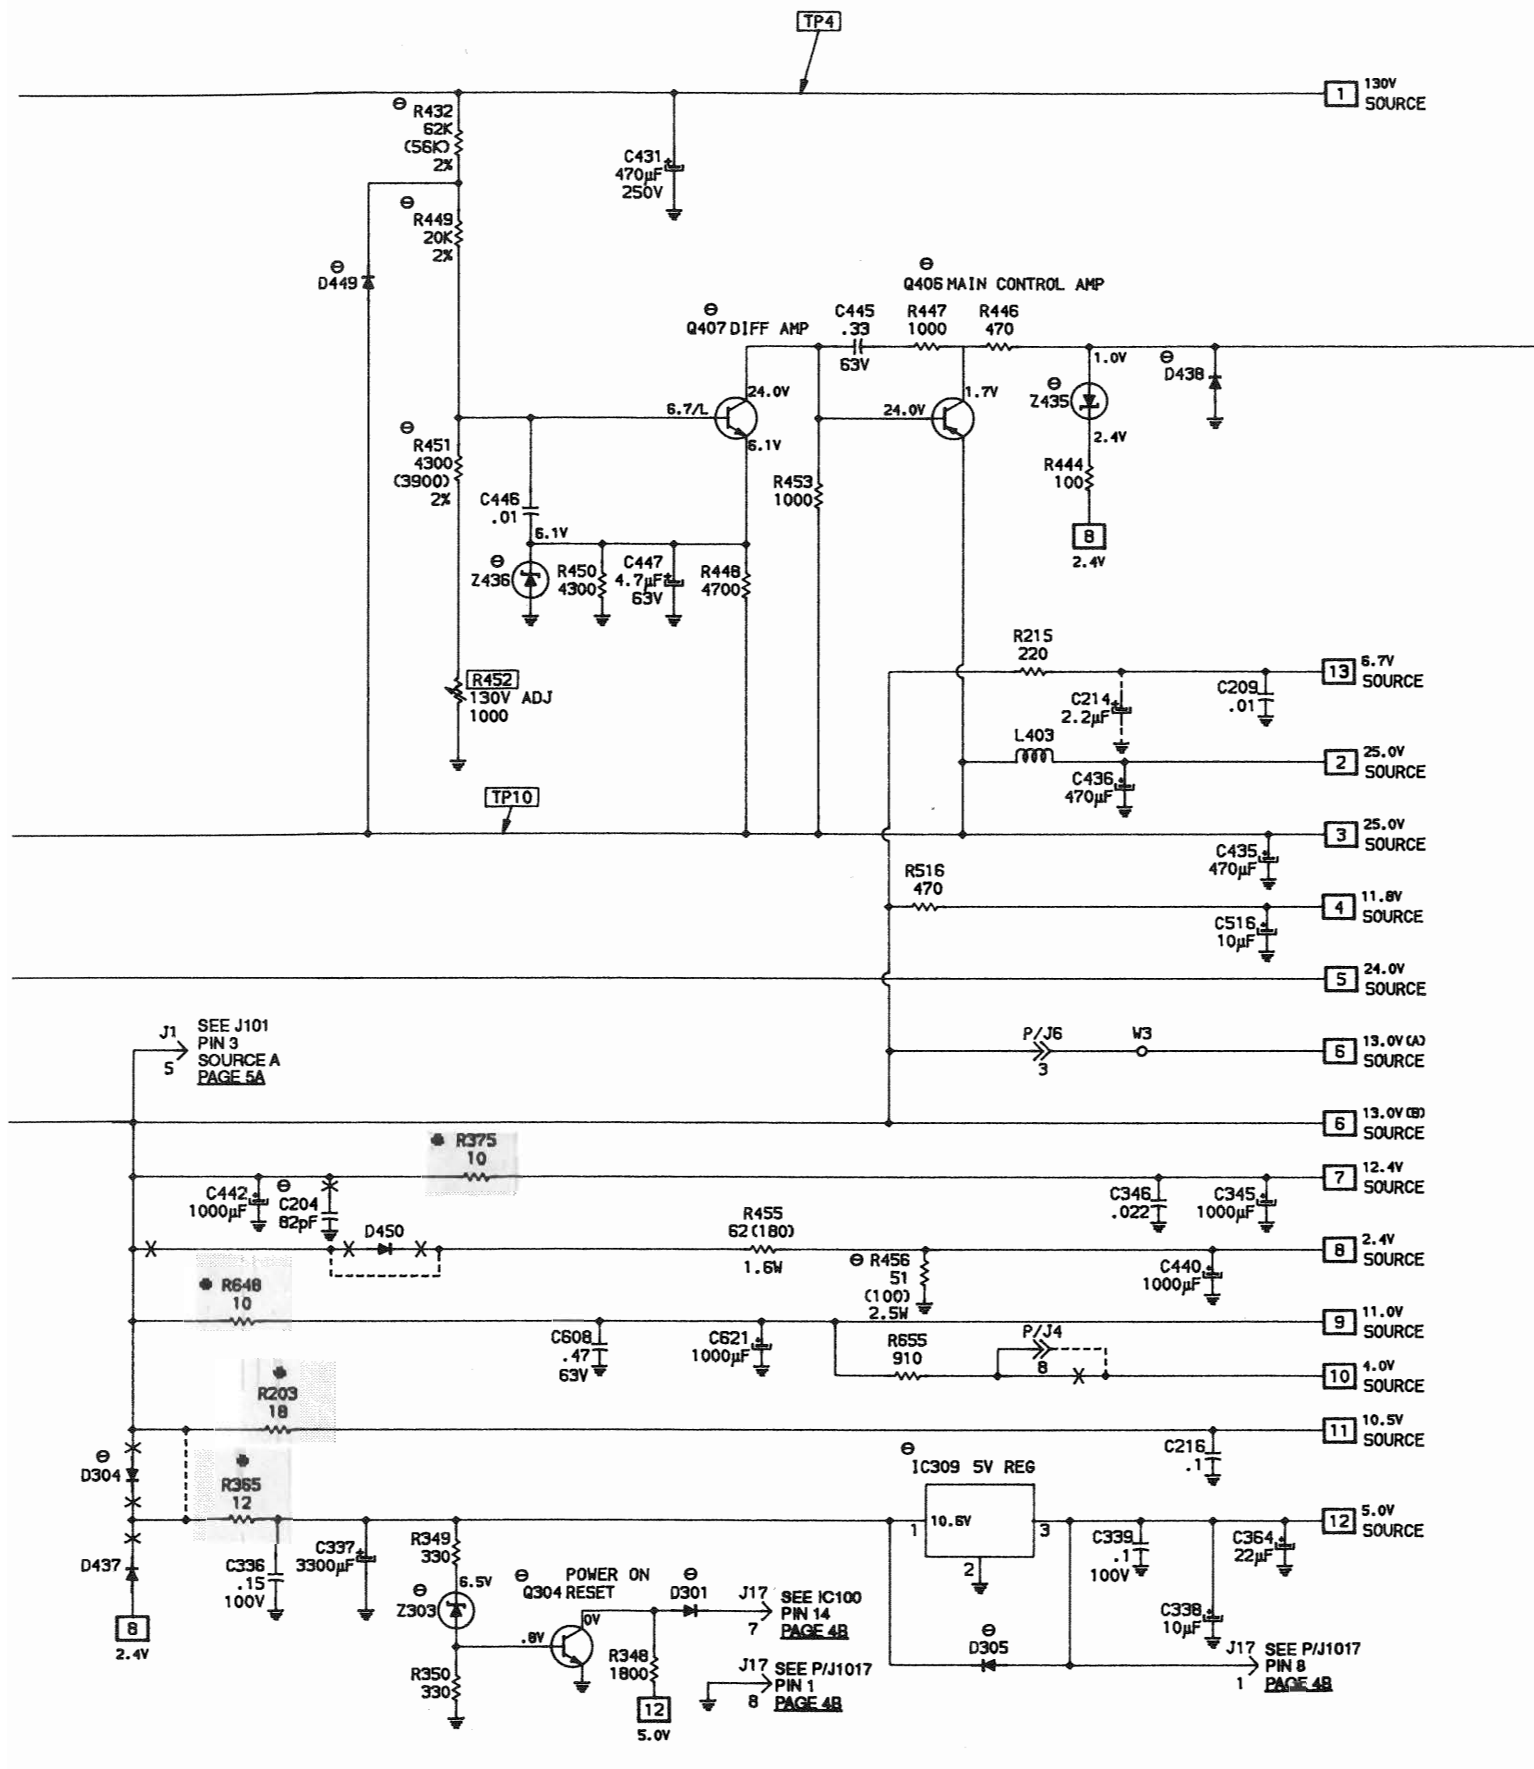 TP4
1
130V
SOURCE
R432
62K
(56K)
2%
C431
470µF
250V
R449
20K
2%
D449
Q406 MAIN CONTROL AMP
Q407 DIFF AMP
C445
.33
63V
R447
1000
R446
470
1.0V
D438
24.0V
1.7V
Z435
6.7/L
24.0V
6.1V
2.4V
R451
4300
(3900)
2%
R444
100
R453
1000
C446
.01
6.1V
8
2.4V
Z436
R450
4300
C447
4.7µF
63V
R448
4700
R215
220
13
6.7V
SOURCE
R452
130V ADJ
1000
C214
2.2µF
C209
.01
L403
2
25.0V
SOURCE
C436
470µF
TP10
3
25.0V
SOURCE
C435
470µF
R516
470
4
11.8V
SOURCE
C516
10µF
5
24.0V
SOURCE
J1
5
SEE J101
PIN 3
SOURCE A
PAGE 5A
P/J6
3
W3
6
13.0V(A)
SOURCE
6
13.0V(B)
SOURCE
R375
10
7
12.4V
SOURCE
C442
1000µF
C204
82pF
C346
.022
C345
1000µF
D450
R455
62(180)
1.6W
8
2.4V
SOURCE
R456
51
(100)
2.5W
C440
1000µF
R648
10
9
11.0V
SOURCE
C608
.47
63V
C621
1000µF
R655
910
P/J4
8
10
4.0V
SOURCE
R203
18
11
10.5V
SOURCE
C216
.1
D304
R365
12
IC309 5V REG
1
10.6V
3
2
12
5.0V
SOURCE
D437
C336
.15
100V
C337
3300µF
R349
330
6.5V
Z303
C339
.1
100V
C364
22µF
POWER ON
Q304 RESET
0V
D301
J17
7
SEE IC100
PIN 14
PAGE 4B
C338
10µF
8
2.4V
.8V
R350
330
R348
1800
D305
J17
8
SEE P/J1017
PIN 1
PAGE 4B
J17
1
SEE P/J1017
PIN 8
PAGE 4B
12
5.0V